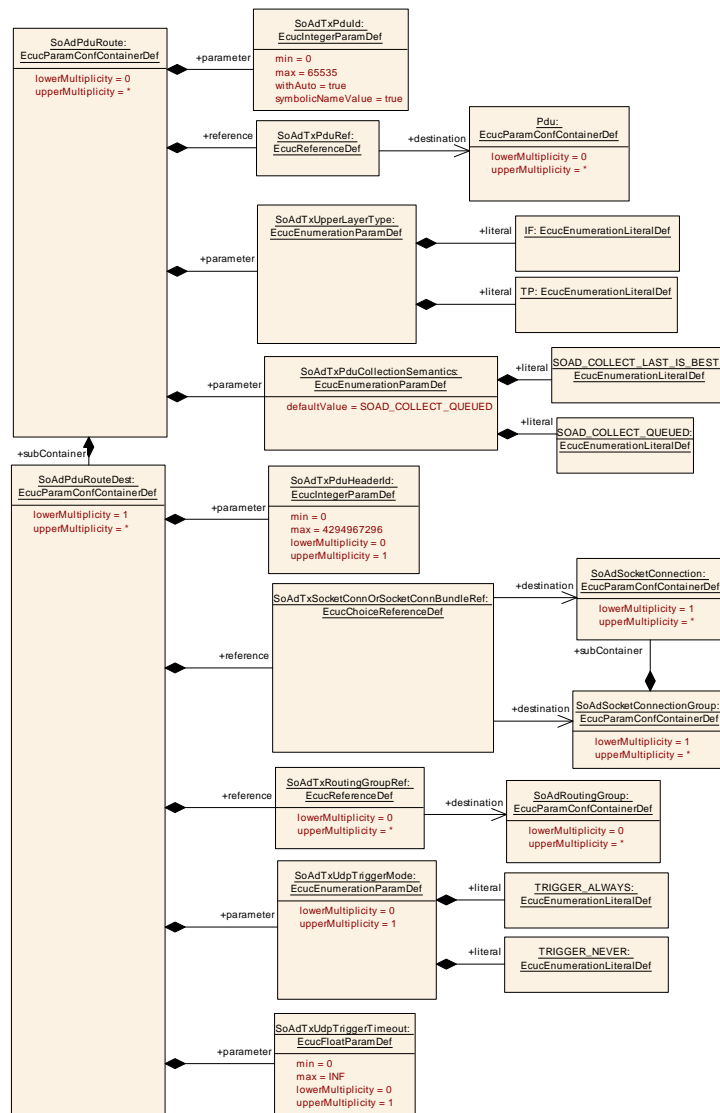 SoAdPduRoute:
EcucParamConfContainerDef
lowerMultiplicity = 0
upperMultiplicity = *
+parameter
SoAdTxPduId:
EcucIntegerParamDef
min = 0
max = 65535
withAuto = true
symbolicNameValue = true
+reference
SoAdTxPduRef:
EcucReferenceDef
+destination
Pdu:
EcucParamConfContainerDef
lowerMultiplicity = 0
upperMultiplicity = *
+parameter
SoAdTxUpperLayerType:
EcucEnumerationParamDef
+literal
IF: EcucEnumerationLiteralDef
+literal
TP: EcucEnumerationLiteralDef
+parameter
SoAdTxPduCollectionSemantics:
EcucEnumerationParamDef
defaultValue = SOAD_COLLECT_QUEUED
+literal
SOAD_COLLECT_LAST_IS_BEST:
EcucEnumerationLiteralDef
+literal
SOAD_COLLECT_QUEUED:
EcucEnumerationLiteralDef
+subContainer
SoAdPduRouteDest:
EcucParamConfContainerDef
lowerMultiplicity = 1
upperMultiplicity = *
+parameter
SoAdTxPduHeaderId:
EcucIntegerParamDef
min = 0
max = 4294967296
lowerMultiplicity = 0
upperMultiplicity = 1
+reference
SoAdTxSocketConnOrSocketConnBundleRef:
EcucChoiceReferenceDef
+destination
SoAdSocketConnection:
EcucParamConfContainerDef
lowerMultiplicity = 1
upperMultiplicity = *
+subContainer
+destination
SoAdSocketConnectionGroup:
EcucParamConfContainerDef
lowerMultiplicity = 1
upperMultiplicity = *
+reference
SoAdTxRoutingGroupRef:
EcucReferenceDef
lowerMultiplicity = 0
upperMultiplicity = *
+destination
SoAdRoutingGroup:
EcucParamConfContainerDef
lowerMultiplicity = 0
upperMultiplicity = *
+parameter
SoAdTxUdpTriggerMode:
EcucEnumerationParamDef
lowerMultiplicity = 0
upperMultiplicity = 1
+literal
TRIGGER_ALWAYS:
EcucEnumerationLiteralDef
+literal
TRIGGER_NEVER:
EcucEnumerationLiteralDef
+parameter
SoAdTxUdpTriggerTimeout:
EcucFloatParamDef
min = 0
max = INF
lowerMultiplicity = 0
upperMultiplicity = 1